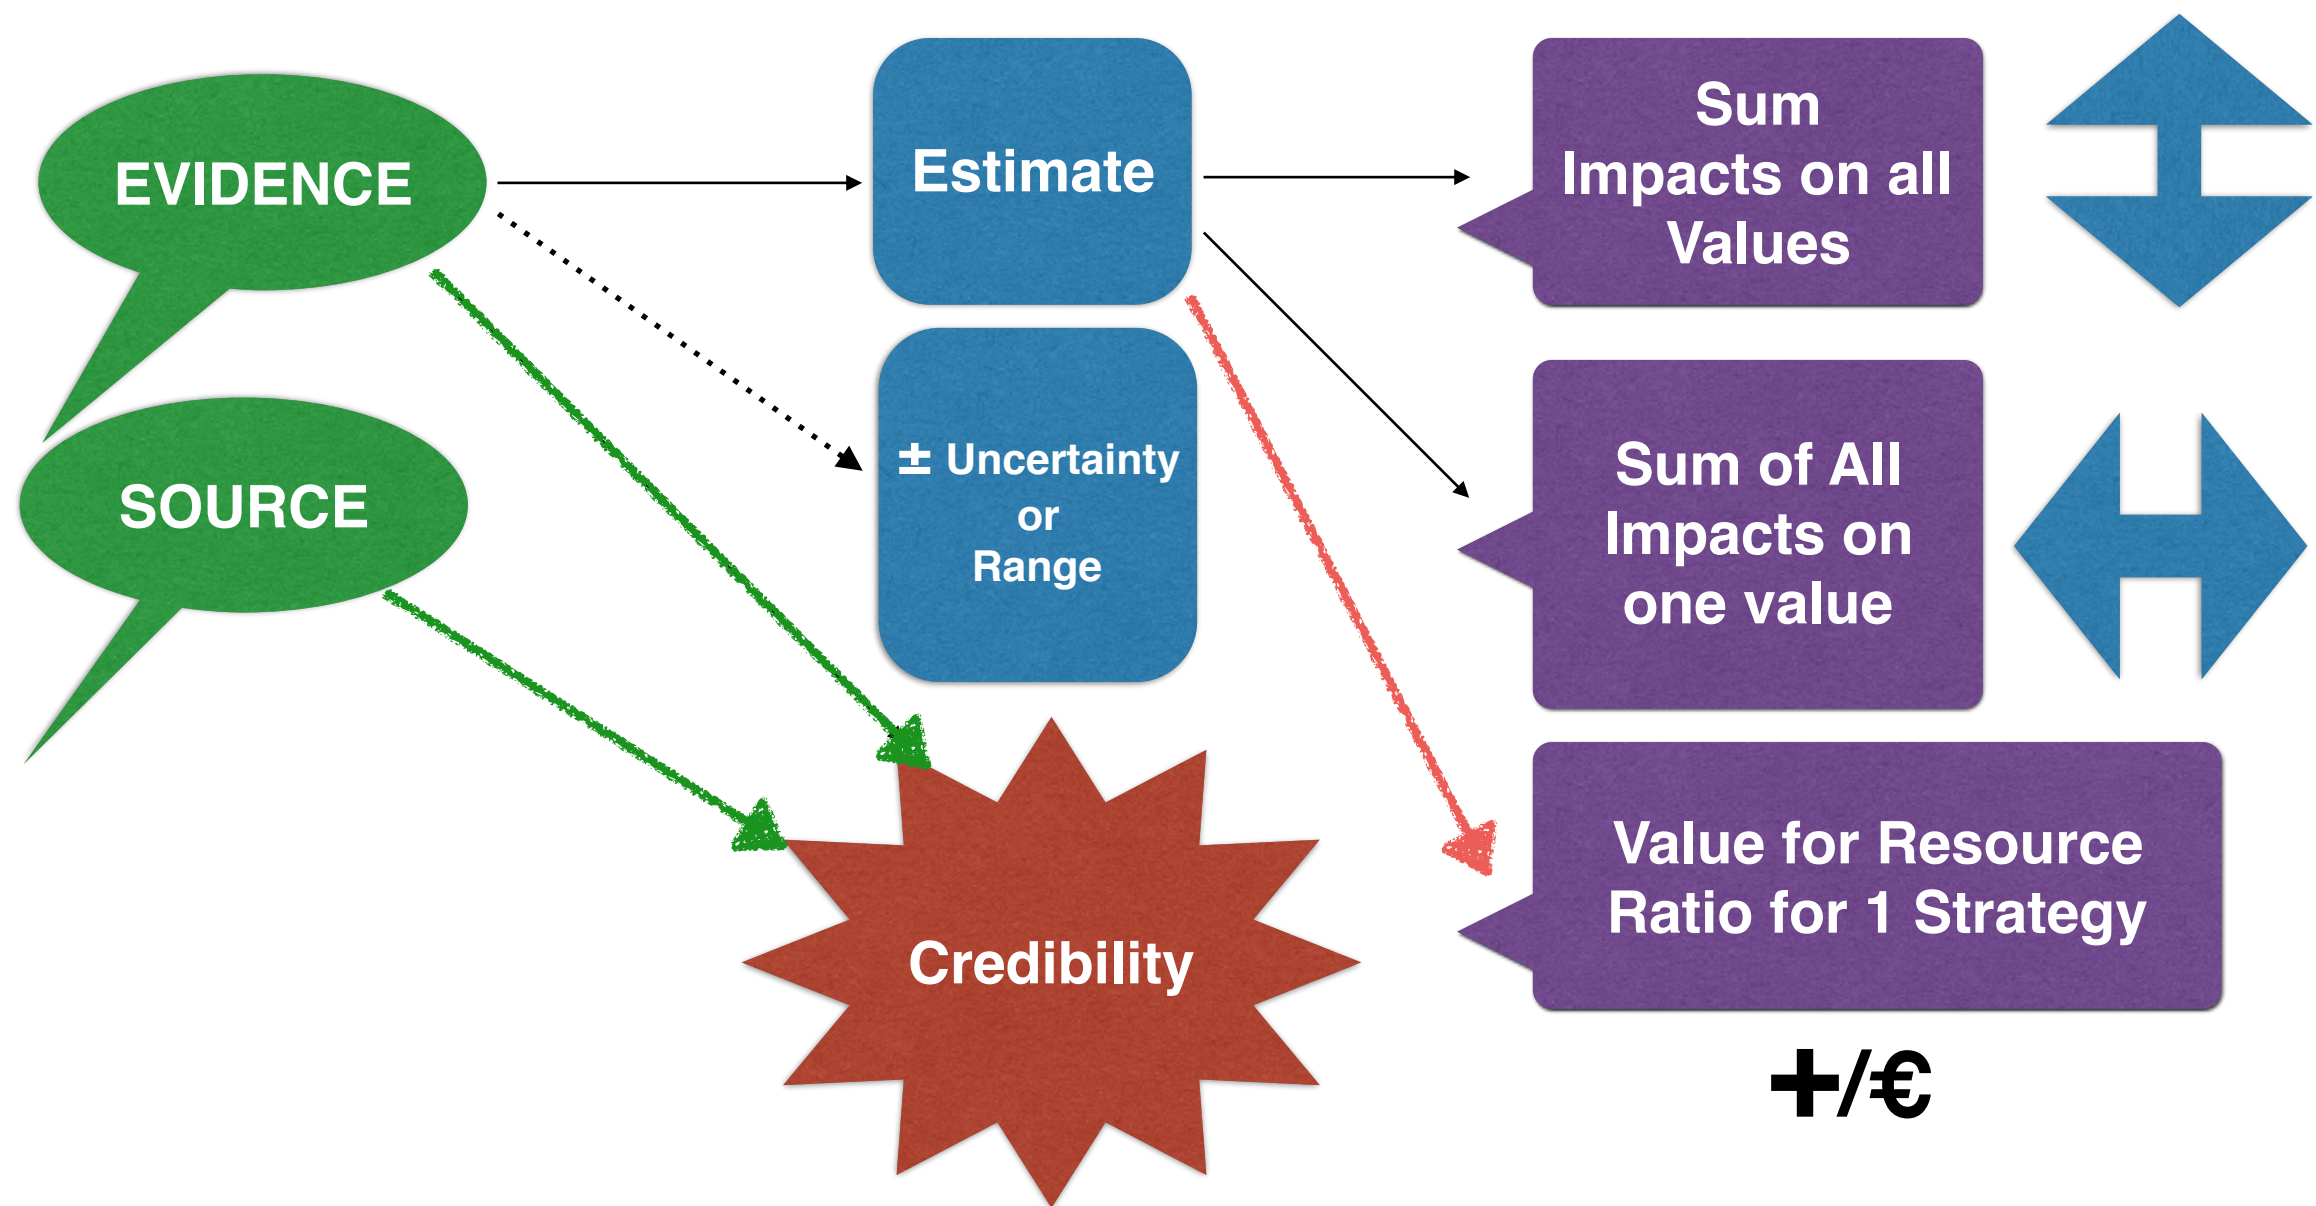 EVIDENCE
SOURCE
Estimate
± Uncertainty
or
Range
Credibility
Sum
Impacts on all
Values
Sum of All
Impacts on
one value
Value for Resource
Ratio for 1 Strategy
+/€